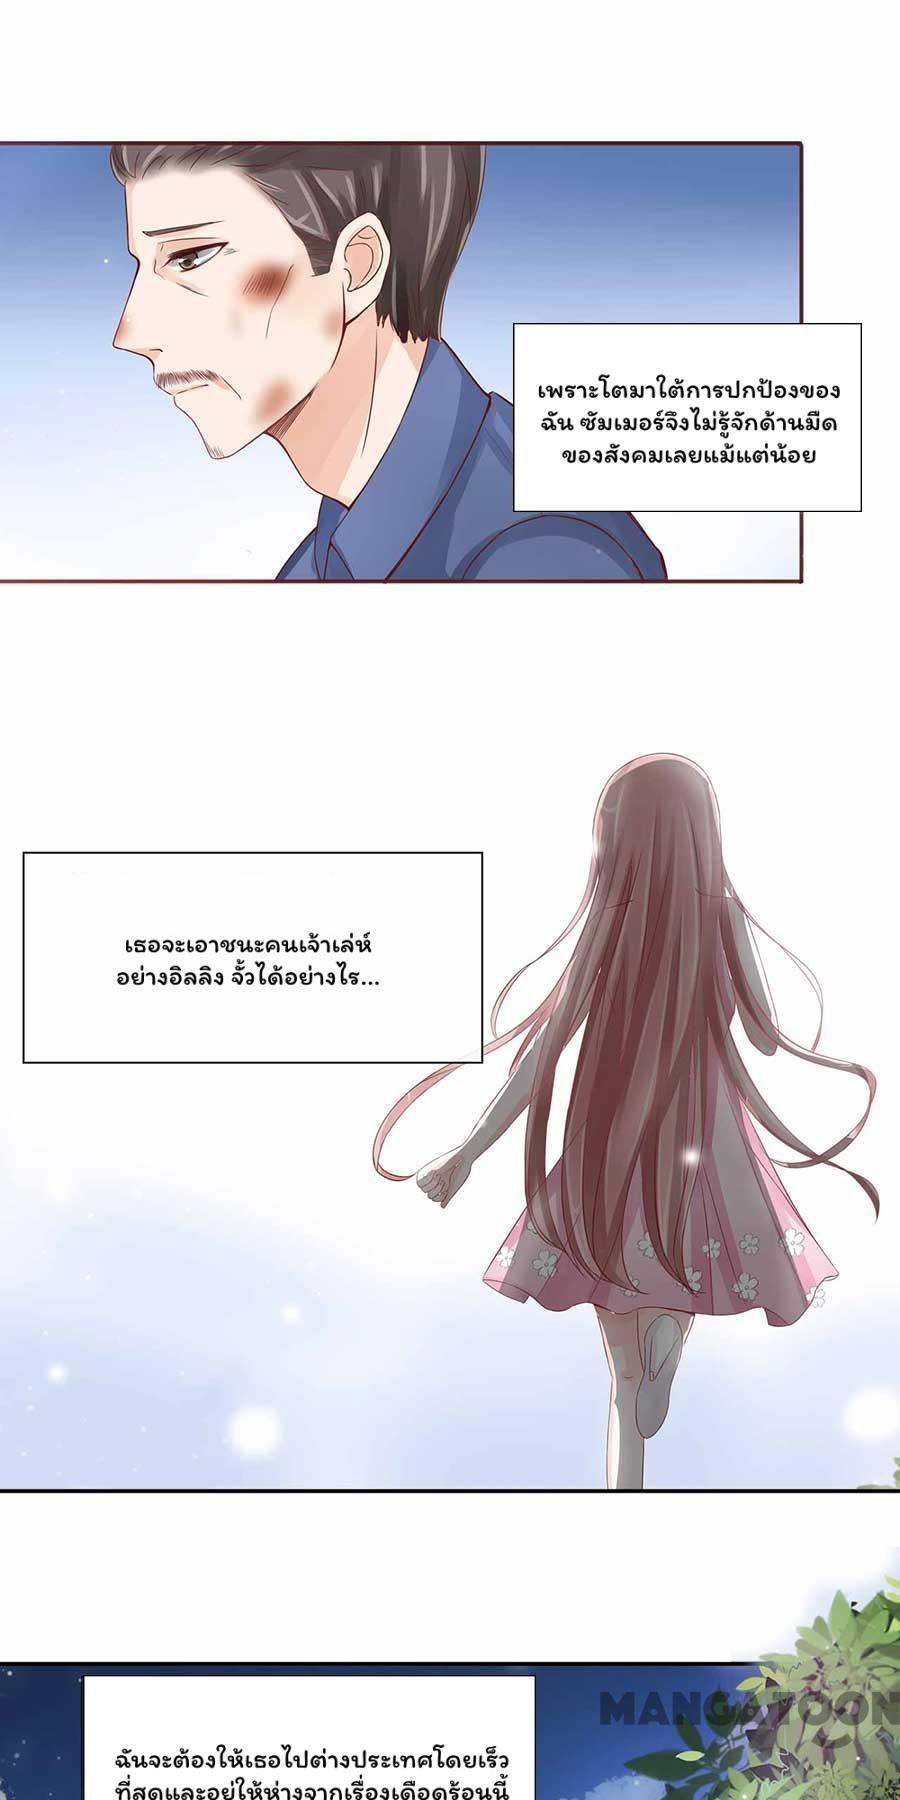 เพราะโตมาใต้การปกป้องของ
ฉัน ซัมเมอร์จึงไม่รู้จักด้านมืด
ของสังคมเลยแม้แต่น้อย
เธอจะเอาชนะคนเจ้าเล่ห์
อย่างอิลลิง จั้วได้อย่างไร...
MANGATOON
ฉันจะต้องให้เธอไปต่างประเทศโดยเร็ว
ที่สุดและอยู่ให้ห่างจากเรื่องเดือดร้อนนี้